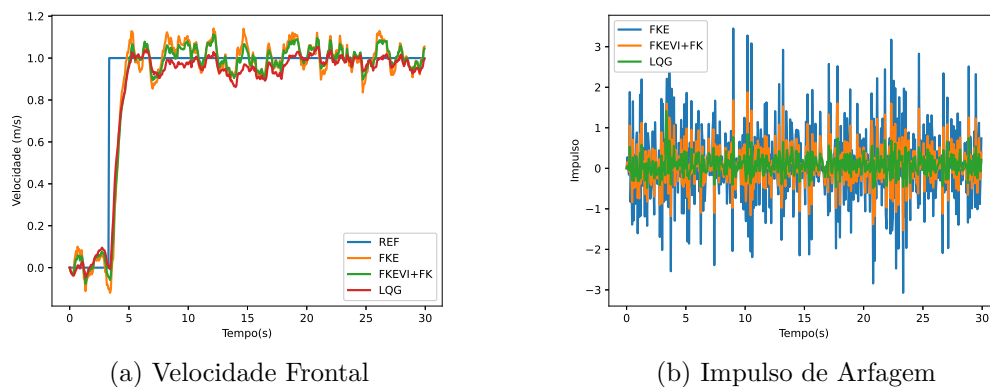 1.2
1.0
0.8
0.6
0.4
0.2
0.0
Velocidade (m/s)
REF
FKE
FKEVI+FK
LQG
0 5 10 15 20 25 30
Tempo(s)
(a) Velocidade Frontal
FKE
FKEVI+FK
LQG
3
2
1
0
−1
−2
−3
Impulso
0 5 10 15 20 25 30
Tempo(s)
(b) Impulso de Arfagem